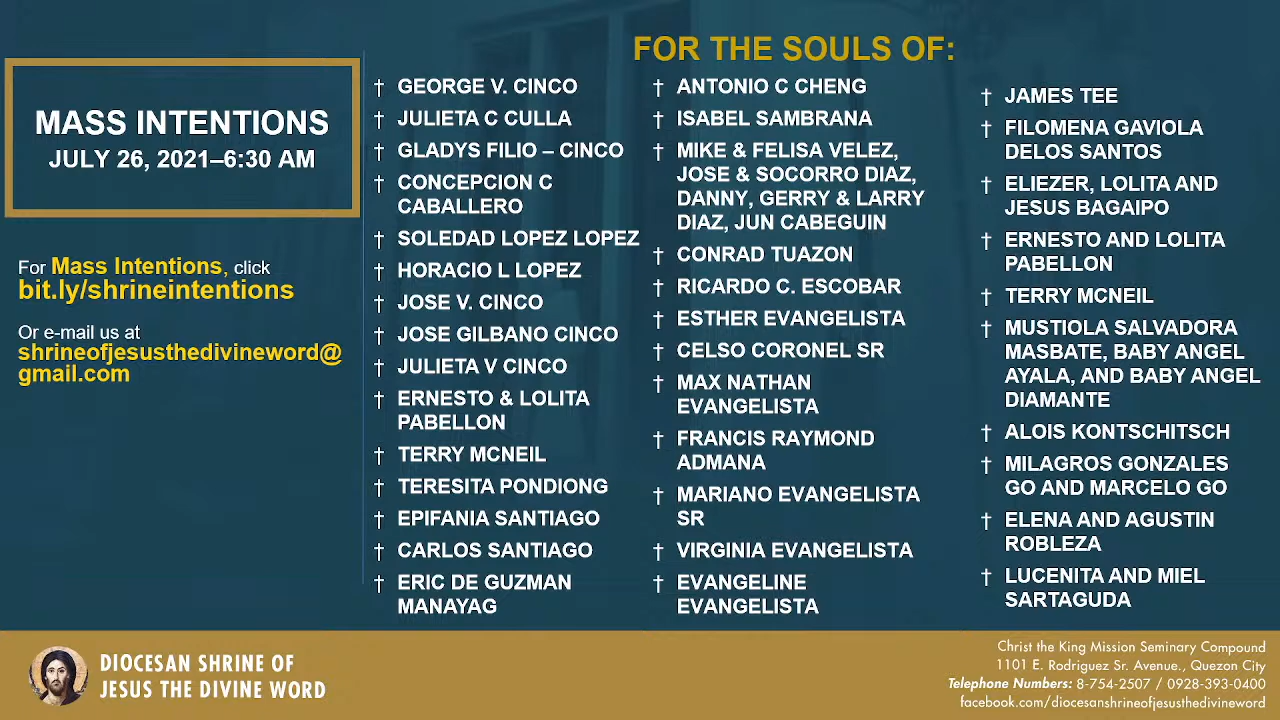 FOR THE SOULS OF:
MASS INTENTIONS
JULY 26, 2021–6:30 AM
For Mass Intentions, click
bit.ly/shrineintentions
Or e-mail us at
shrineofjesusthedivineword@
gmail.com
† GEORGE V. CINCO
† JULIETA C CULLA
† GLADYS FILIO – CINCO
† CONCEPCION C
CABALLERO
† SOLEDAD LOPEZ LOPEZ
† HORACIO L LOPEZ
† JOSE V. CINCO
† JOSE GILBANO CINCO
† JULIETA V CINCO
† ERNESTO & LOLITA
PABELLON
† TERRY MCNEIL
† TERESITA PONDIONG
† EPIFANIA SANTIAGO
† CARLOS SANTIAGO
† ERIC DE GUZMAN
MANAYAG
† ANTONIO C CHENG
† ISABEL SAMBRANA
† MIKE & FELISA VELEZ,
JOSE & SOCORRO DIAZ,
DANNY, GERRY & LARRY
DIAZ, JUN CABEGUIN
† CONRAD TUAZON
† RICARDO C. ESCOBAR
† ESTHER EVANGELISTA
† CELSO CORONEL SR
† MAX NATHAN
EVANGELISTA
† FRANCIS RAYMOND
ADMANA
† MARIANO EVANGELISTA
SR
† VIRGINIA EVANGELISTA
† EVANGELINE
EVANGELISTA
† JAMES TEE
† FILOMENA GAVIOLA
DELOS SANTOS
† ELIEZER, LOLITA AND
JESUS BAGAIPO
† ERNESTO AND LOLITA
PABELLON
† TERRY MCNEIL
† MUSTIOLA SALVADORA
MASBATE, BABY ANGEL
AYALA, AND BABY ANGEL
DIAMANTE
† ALOIS KONTSCHITSCH
† MILAGROS GONZALES
GO AND MARCELO GO
† ELENA AND AGUSTIN
ROBLEZA
† LUCENITA AND MIEL
SARTAGUDA
DIOCESAN SHRINE OF
JESUS THE DIVINE WORD
Christ the King Mission Seminary Compound
1101 E. Rodriguez Sr. Avenue., Quezon City
Telephone Numbers: 8-754-2507 / 0928-393-0400
facebook.com/diocesanshrineofjesusthedivineword